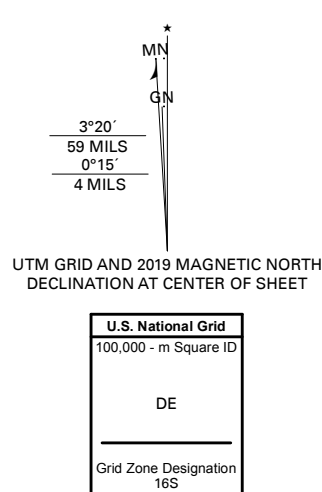 MN
GN
3°20´
59 MILS
0°15´
4 MILS
UTM GRID AND 2019 MAGNETIC NORTH
DECLINATION AT CENTER OF SHEET
U.S. National Grid
100,000 - m Square ID
DE
Grid Zone Designation
16S